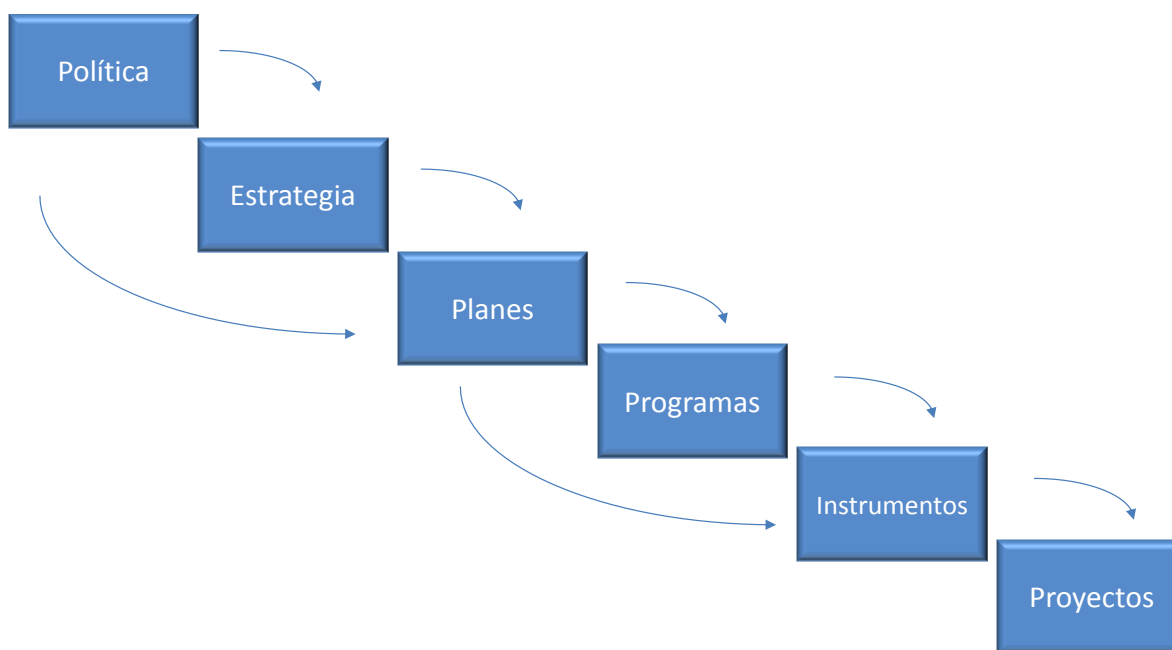 Política
Estrategia
Planes
Programas
Instrumentos
Proyectos